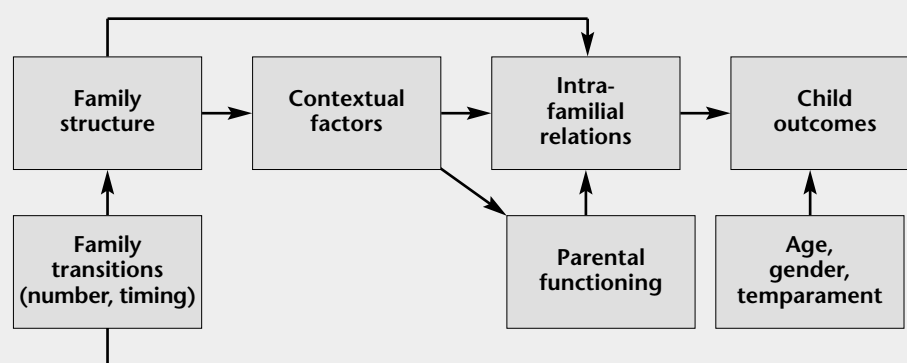 Family
structure
Contextual
factors
Intra-
familial
relations
Child
outcomes
Family
transitions
(number, timing)
Parental
functioning
Age,
gender,
temparament